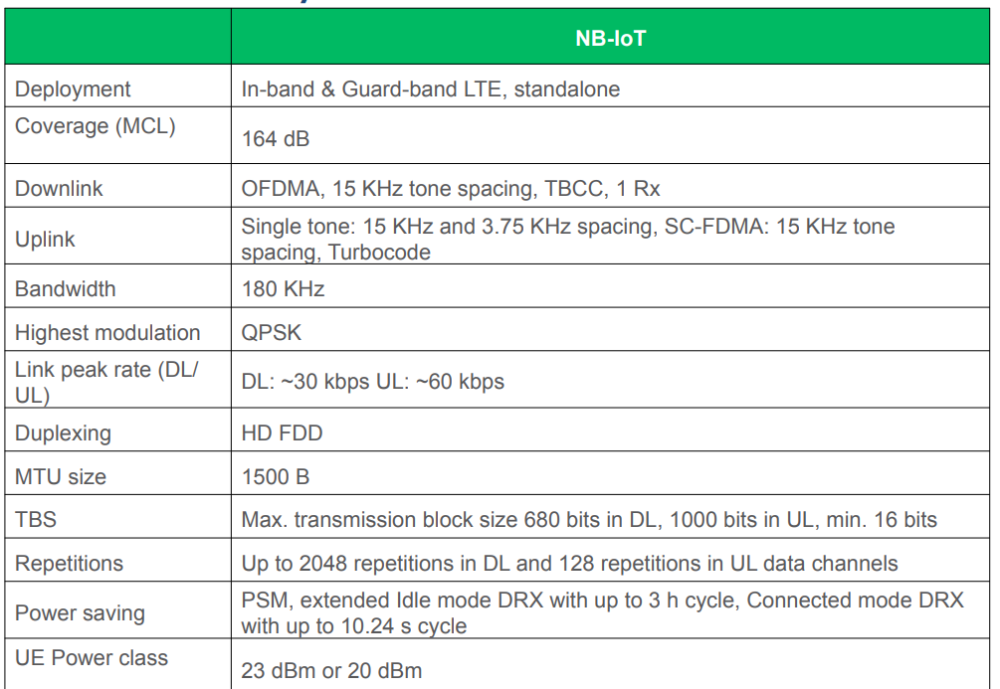 NB-IoT
Deployment
In-band & Guard-band LTE, standalone
Coverage (MCL)
164 dB
Downlink
OFDMA, 15 KHz tone spacing, TBCC, 1 Rx
Uplink
Single tone: 15 KHz and 3.75 KHz spacing, SC-FDMA: 15 KHz tone
spacing, Turbocode
Bandwidth
180 KHz
Highest modulation
QPSK
Link peak rate (DL/
UL)
DL: ~30 kbps UL: ~60 kbps
Duplexing
HD FDD
MTU size
1500 B
TBS
Max. transmission block size 680 bits in DL, 1000 bits in UL, min. 16 bits
Repetitions
Up to 2048 repetitions in DL and 128 repetitions in UL data channels
Power saving
PSM, extended Idle mode DRX with up to 3 h cycle, Connected mode DRX
with up to 10.24 s cycle
UE Power class
23 dBm or 20 dBm